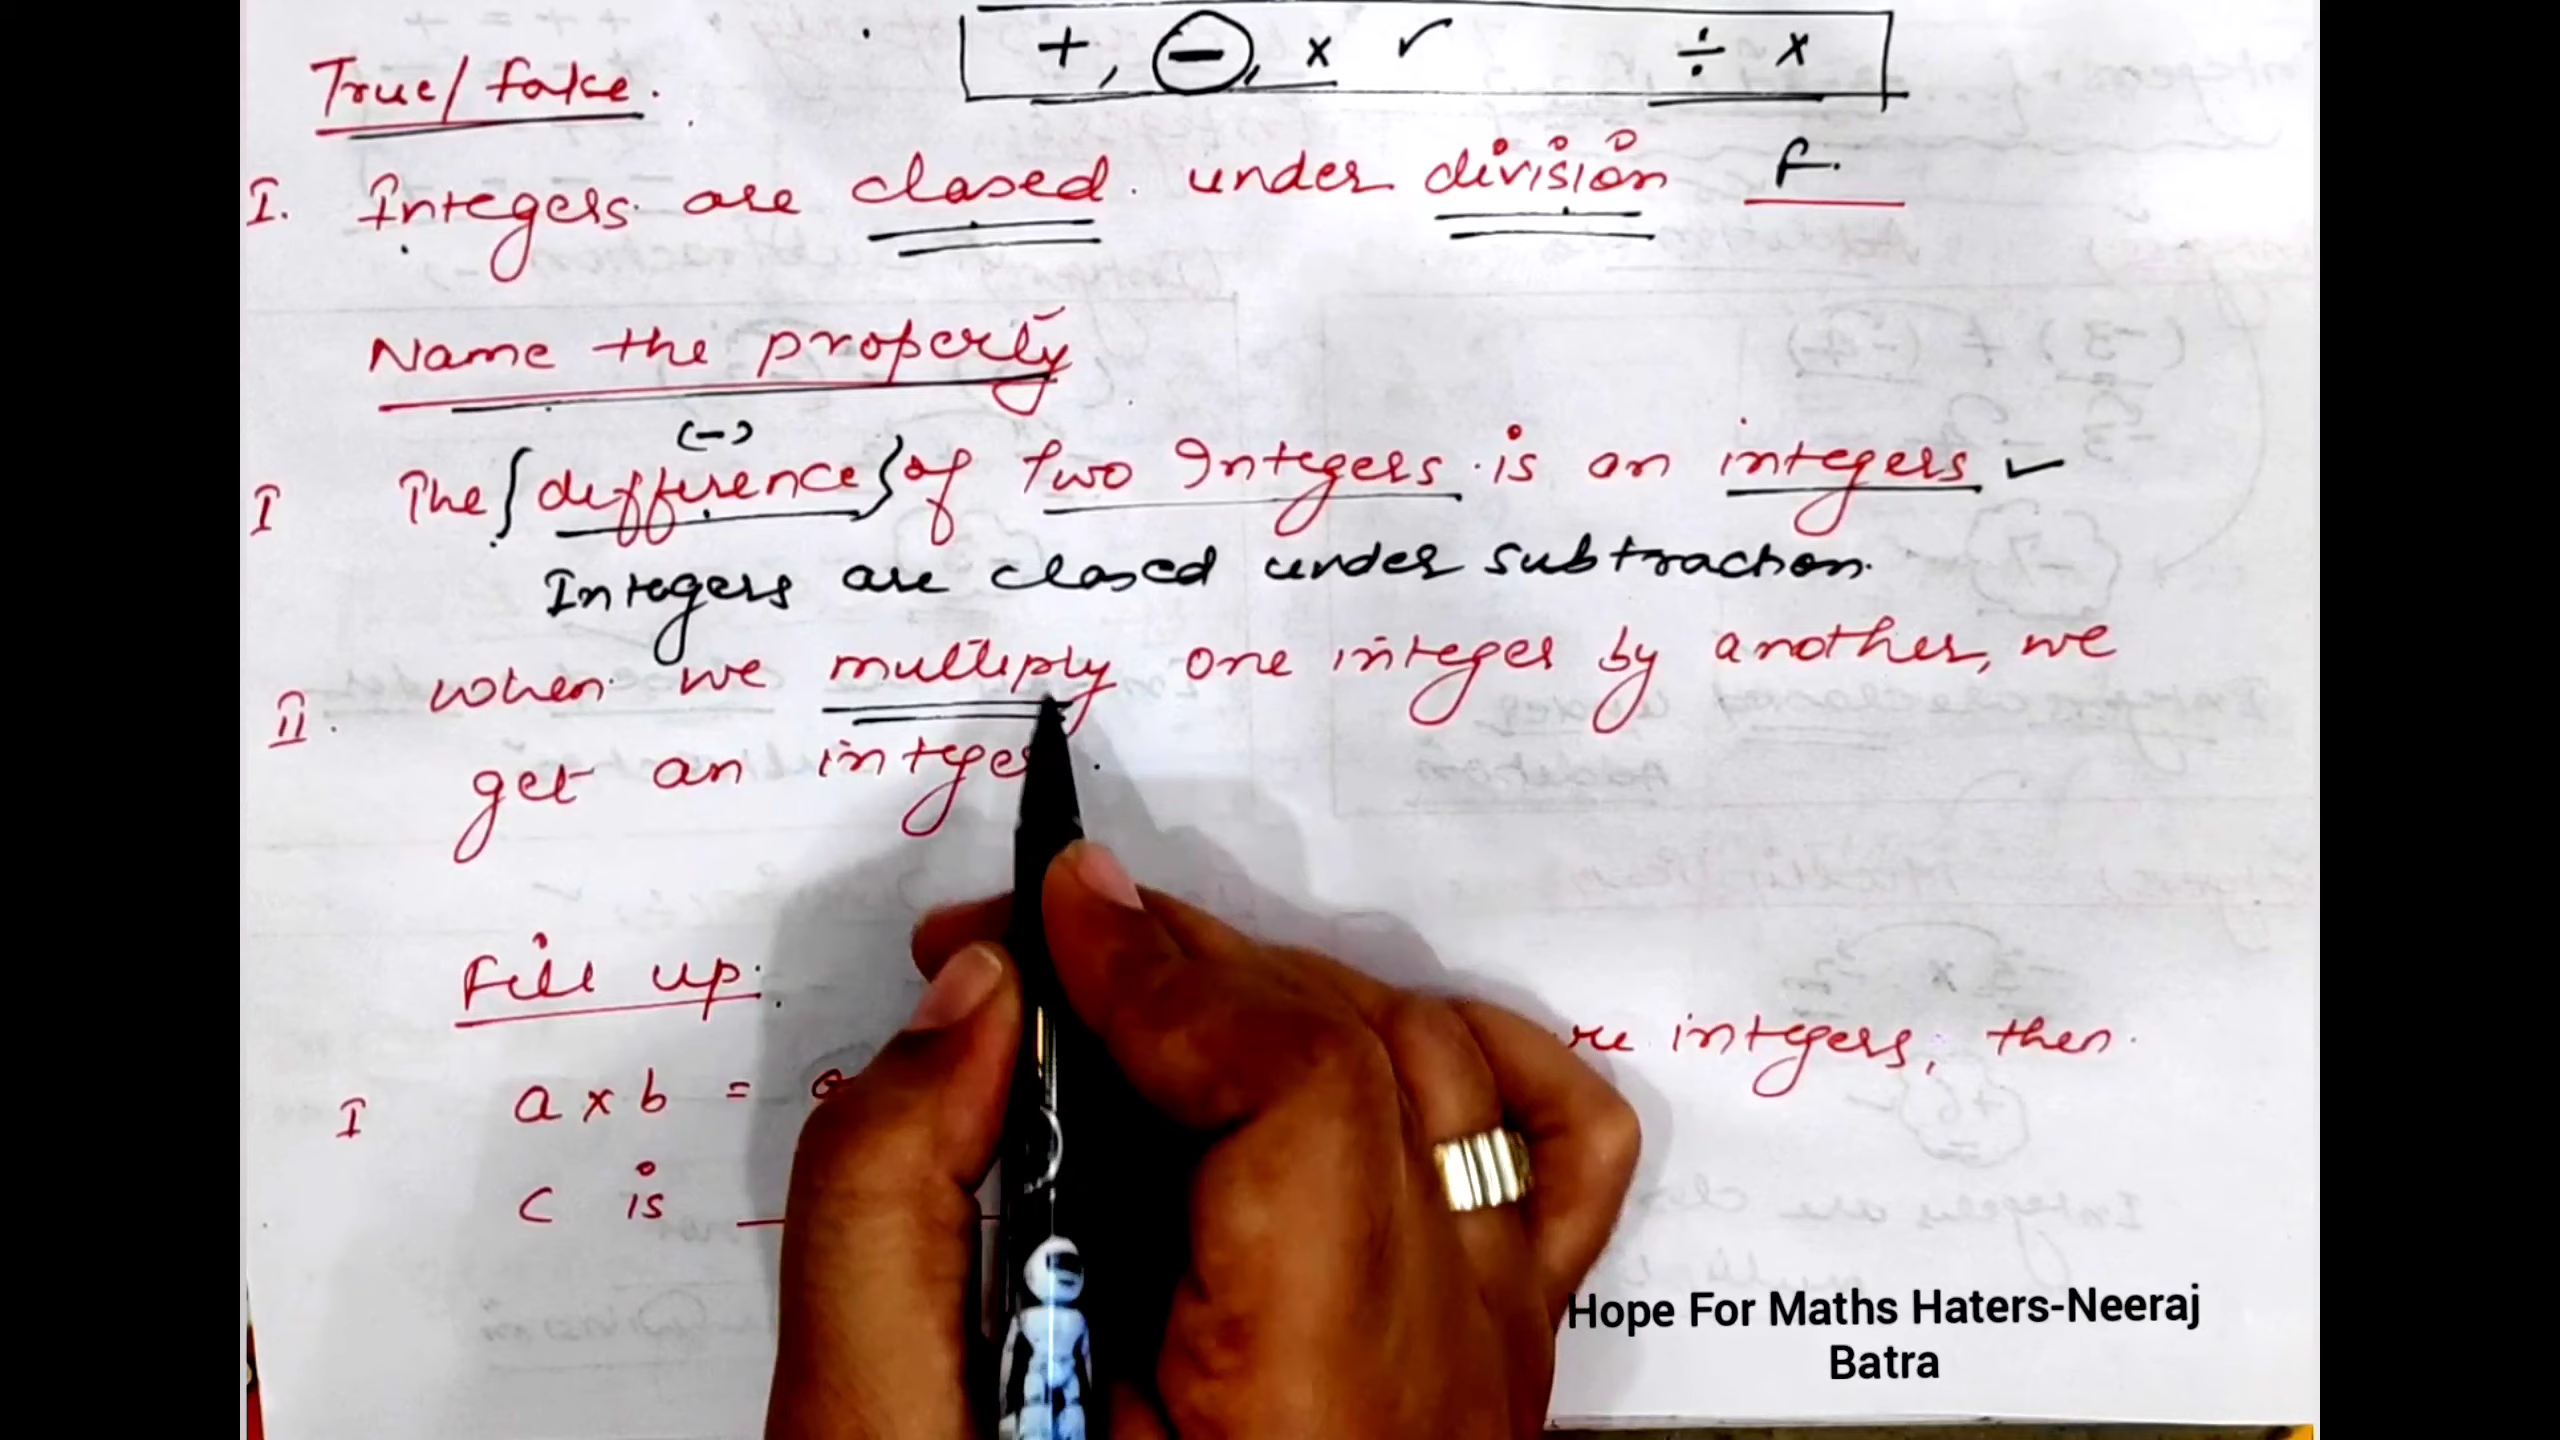 +, -, x ✓ ÷ x
True/false.
I. Integers are closed. under division F.
Name the property
(-)
I The {difference} of two Integers is an integers ✓
Integers are closed under subtraction.
II. When we multiply one integer by another, we
get an intege
Fill up.
integers, then
I a x b =
c is
Hope For Maths Haters-Neeraj
Batra